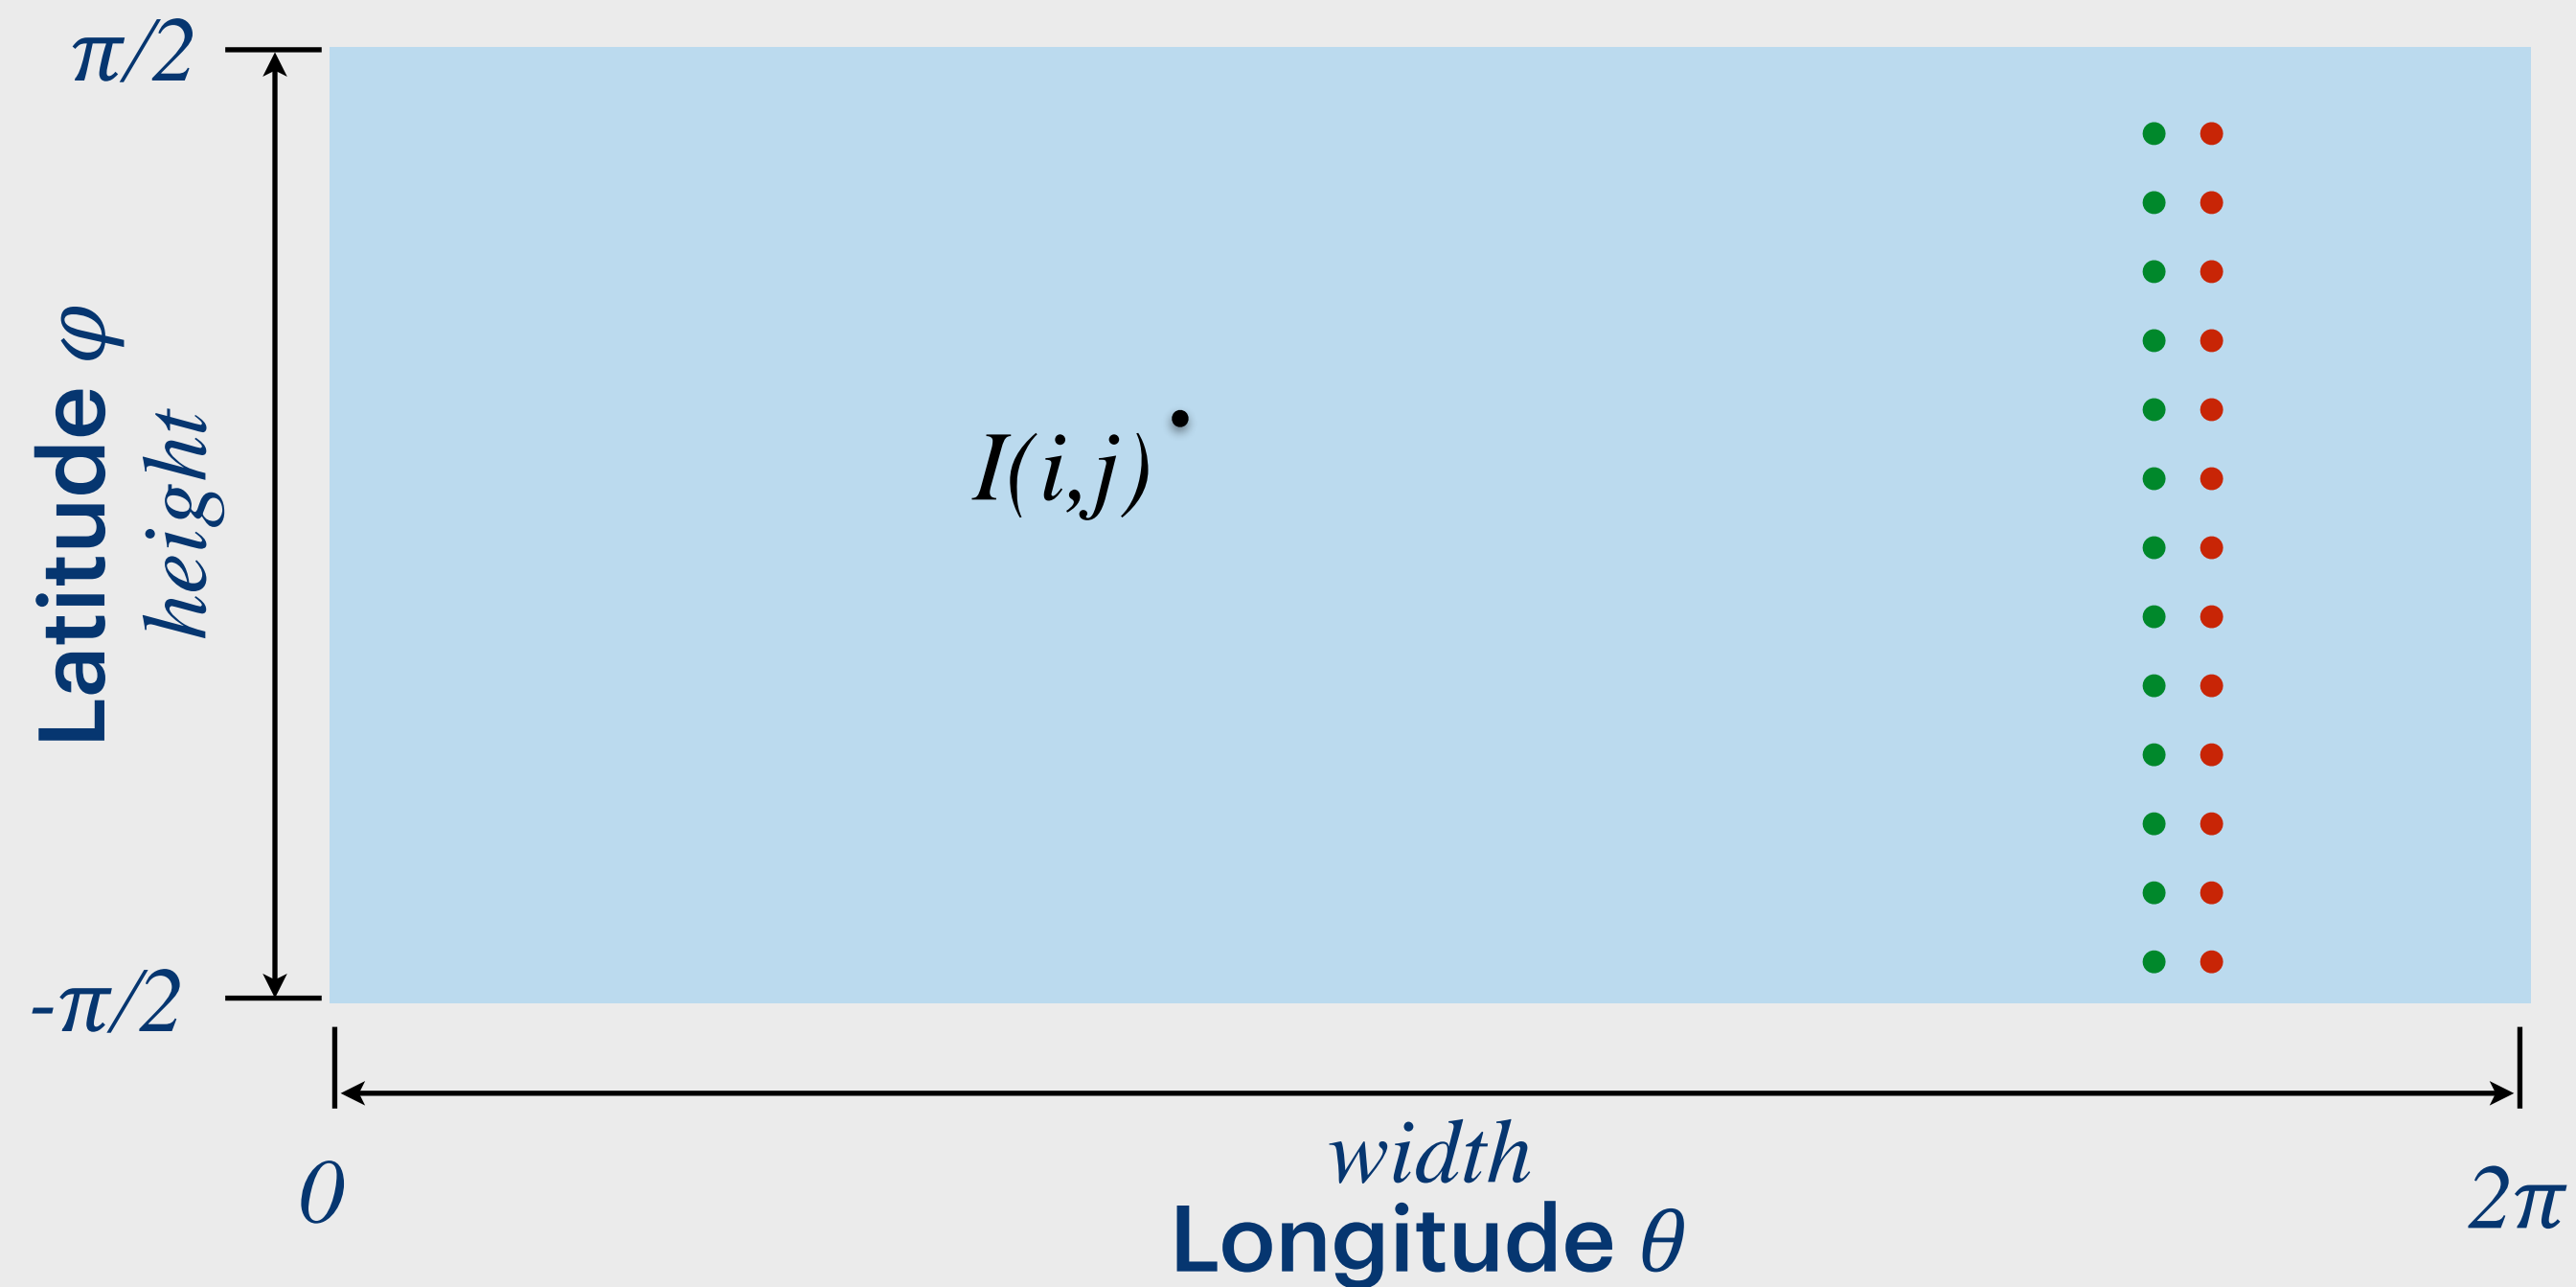 π/2
Latitude φ
height
I(i,j)
-π/2
0
width
2π
Longitude θ